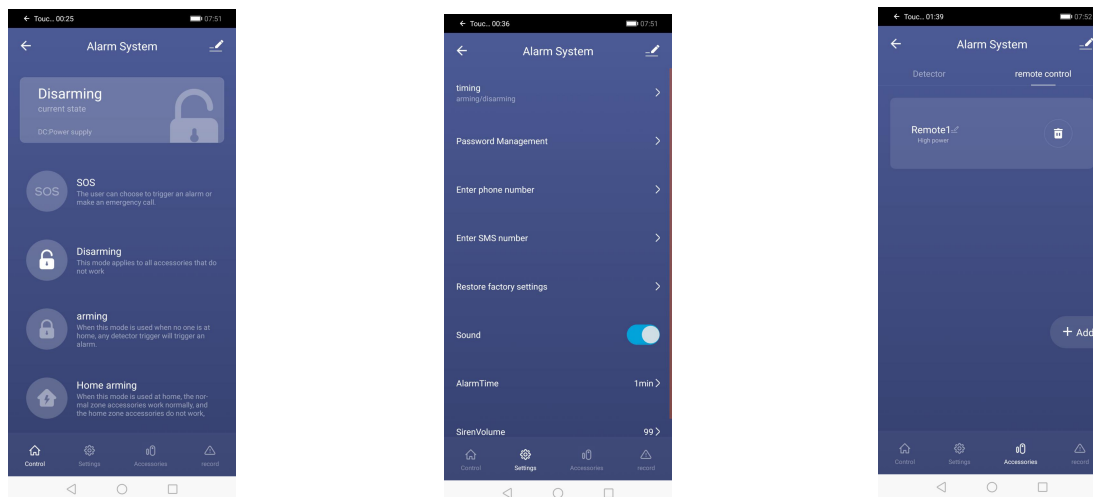 ← Touc... 00:25
07:51
Alarm System
Disarming
current state
DC:Power supply
SOS
SOS
The user can choose to trigger an alarm or
make an emergency call.
Disarming
This mode applies to all accessories that do
not work
arming
When this mode is used when no one is at
home, any detector trigger will trigger an
alarm.
Home arming
When this mode is used at home, the nor-
mal zone accessories work normally, and
the home zone accessories do not work,
Control
Settings
Accessories
record
← Touc... 00:36
07:51
Alarm System
timing
arming/disarming
Password Management
Enter phone number
Enter SMS number
Restore factory settings
Sound
AlarmTime
1min
SirenVolume
99
Control
Settings
Accessories
record
← Touc... 01:39
07:52
Alarm System
Detector
remote control
Remote1
High power
+ Add
Control
Settings
Accessories
record